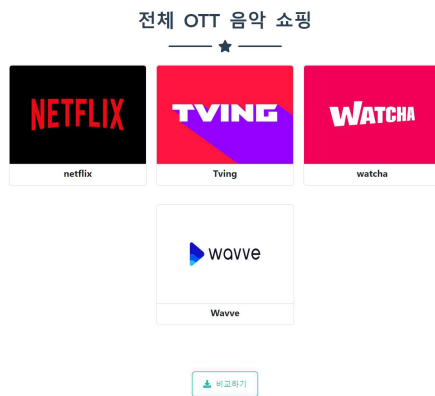 전체 OTT 음악 쇼핑
NETFLIX
TVING
WATCHA
netflix
Tving
watcha
wavve
Wavve
비교하기